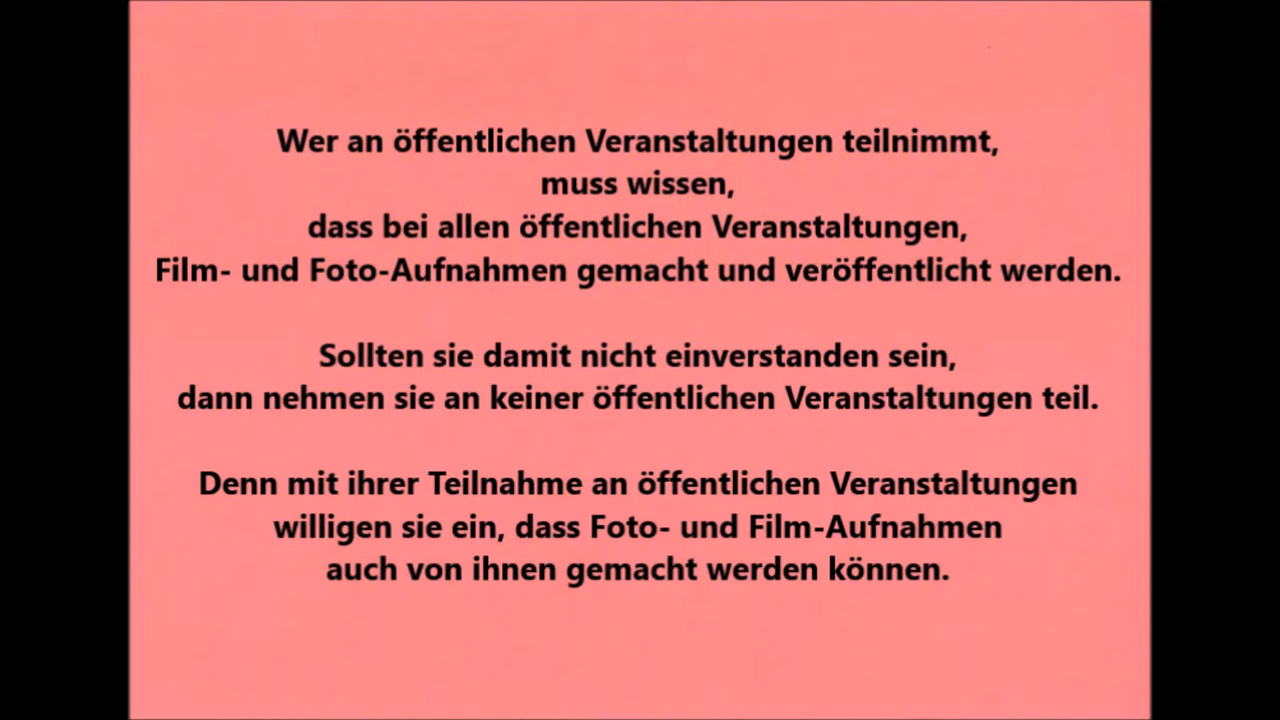 Wer an öffentlichen Veranstaltungen teilnimmt,
muss wissen,
dass bei allen öffentlichen Veranstaltungen,
Film- und Foto-Aufnahmen gemacht und veröffentlicht werden.
Sollten sie damit nicht einverstanden sein,
dann nehmen sie an keiner öffentlichen Veranstaltungen teil.
Denn mit ihrer Teilnahme an öffentlichen Veranstaltungen
willigen sie ein, dass Foto- und Film-Aufnahmen
auch von ihnen gemacht werden können.